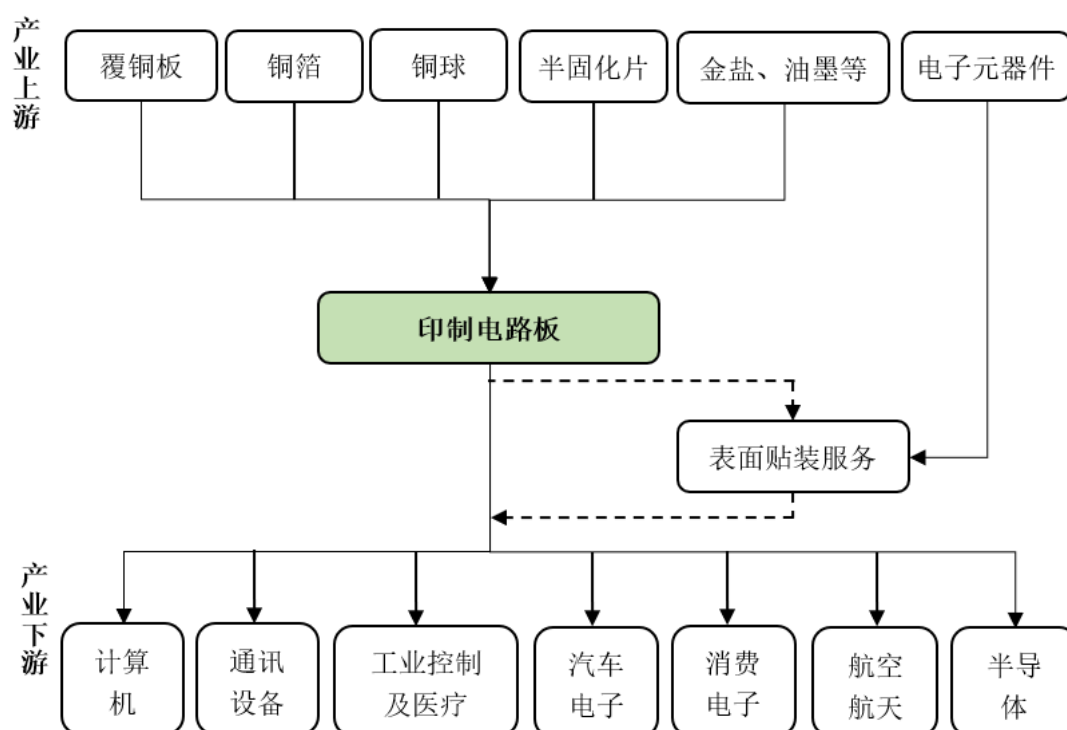 产业上游
覆铜板
铜箔
铜球
半固化片
金盐、油墨等
电子元器件
印制电路板
表面贴装服务
产业下游
计算
机
通讯
设备
工业控制
及医疗
汽车
电子
消费
电子
航空
航天
半导
体